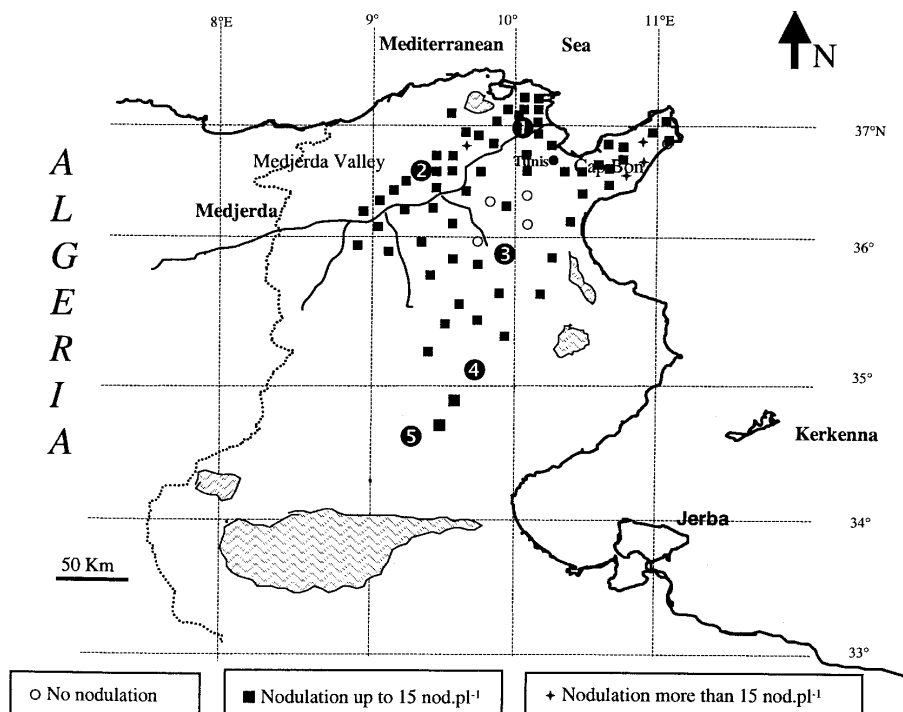 8°E 9° 10° 11°E
Mediterranean Sea
N
37°N
ALGERIA
Medjerda Valley
Tunis
Cap Bon
Medjerda
1
2
3
4
5
36°
35°
Kerkenna
34°
Jerba
50 Km
33°
○ No nodulation
■ Nodulation up to 15 nod.pl⁻¹
✦ Nodulation more than 15 nod.pl⁻¹